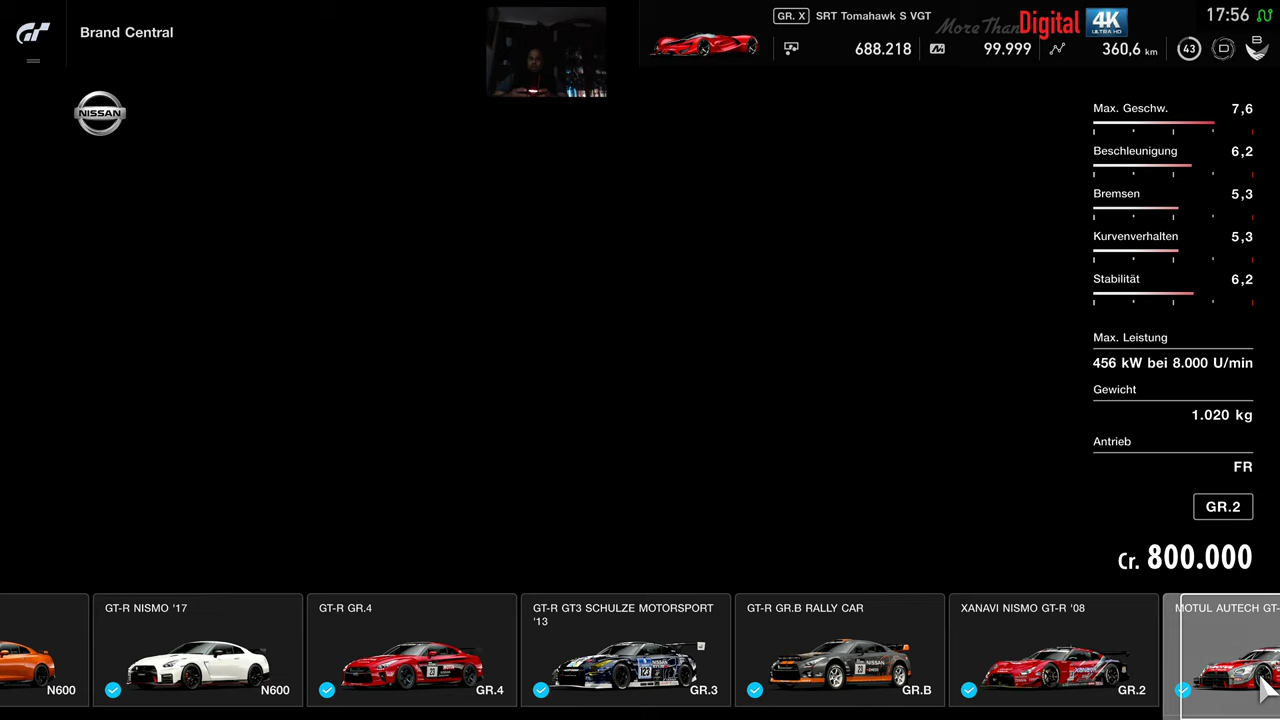 Brand Central
GR. X SRT Tomahawk S VGT
More Than Digital
4K
ULTRA HD
17:56
688.218
99.999
360,6 km
43
B
NISSAN
Max. Geschw. 7,6
Beschleunigung 6,2
Bremsen 5,3
Kurvenverhalten 5,3
Stabilität 6,2
Max. Leistung
456 kW bei 8.000 U/min
Gewicht
1.020 kg
Antrieb
FR
GR.2
Cr. 800.000
N600
GT-R NISMO '17
N600
GT-R GR.4
GR.4
GT-R GT3 SCHULZE MOTORSPORT
'13
GR.3
GT-R GR.B RALLY CAR
GR.B
XANAVI NISMO GT-R '08
GR.2
MOTUL AUTECH GT-